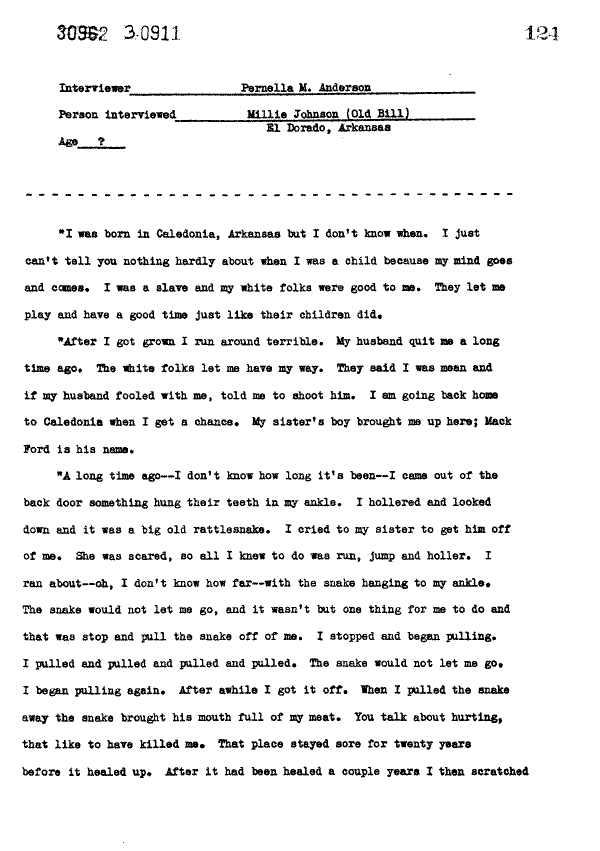 30962 3.0911 124
Interviewer Pernella M. Anderson
Person interviewed Millie Johnson (Old Bill)
El Dorado, Arkansas
Age ?
"I was born in Caledonia, Arkansas but I don't know when. I just
can't tell you nothing hardly about when I was a child because my mind goes
and comes. I was a slave and my white folks were good to me. They let me
play and have a good time just like their children did.
"After I got grown I run around terrible. My husband quit me a long
time ago. The white folks let me have my way. They said I was mean and
if my husband fooled with me, told me to shoot him. I am going back home
to Caledonia when I get a chance. My sister's boy brought me up here; Mack
Ford is his name.
"A long time ago--I don't know how long it's been--I came out of the
back door something hung their teeth in my ankle. I hollered and looked
down and it was a big old rattlesnake. I cried to my sister to get him off
of me. She was scared, so all I knew to do was run, jump and holler. I
ran about--oh, I don't know how far--with the snake hanging to my ankle.
The snake would not let me go, and it wasn't but one thing for me to do and
that was stop and pull the snake off of me. I stopped and began pulling.
I pulled and pulled and pulled and pulled. The snake would not let me go.
I began pulling again. After awhile I got it off. When I pulled the snake
away the snake brought his mouth full of my meat. You talk about hurting,
that like to have killed me. That place stayed sore for twenty years
before it healed up. After it had been healed a couple years I then scratched